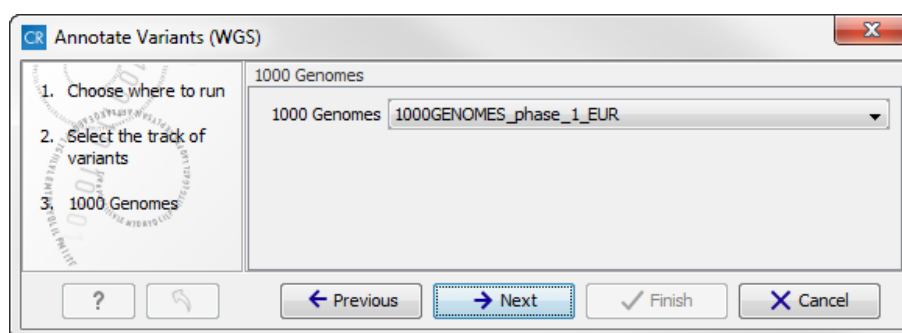 CR Annotate Variants (WGS)
1. Choose where to run
2. Select the track of
variants
3. 1000 Genomes
1000 Genomes
1000 Genomes 1000GENOMES_phase_1_EUR
? Previous Next Finish Cancel